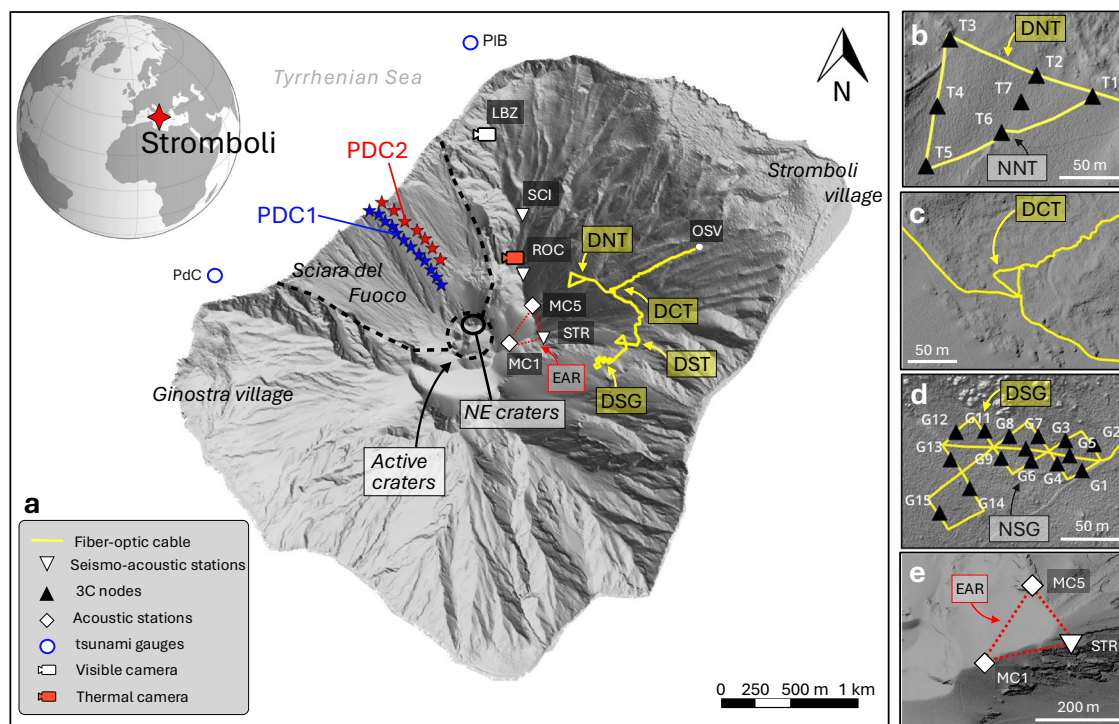 a
Tyrrhenian Sea
PIB
N
Stromboli
LBZ
PDC2
PDC1
SCI
Stromboli
village
ROC
OSV
DNT
PdC
Sciara del
Fuoco
MC5
DCT
STR
MC1
DST
EAR
DSG
Ginostra village
NE craters
Active
craters
Fiber-optic cable
Seismo-acoustic stations
3C nodes
Acoustic stations
tsunami gauges
Visible camera
Thermal camera
0 250 500 m 1 km
b
T3
DNT
T2
T1
T7
T4
T6
T5
NNT
50 m
c
DCT
50 m
d
DSG
G12
G11
G8
G7
G3
G2
G13
G5
G9
G6
G4
G1
G15
G14
NSG
50 m
e
EAR
MC5
STR
MC1
200 m